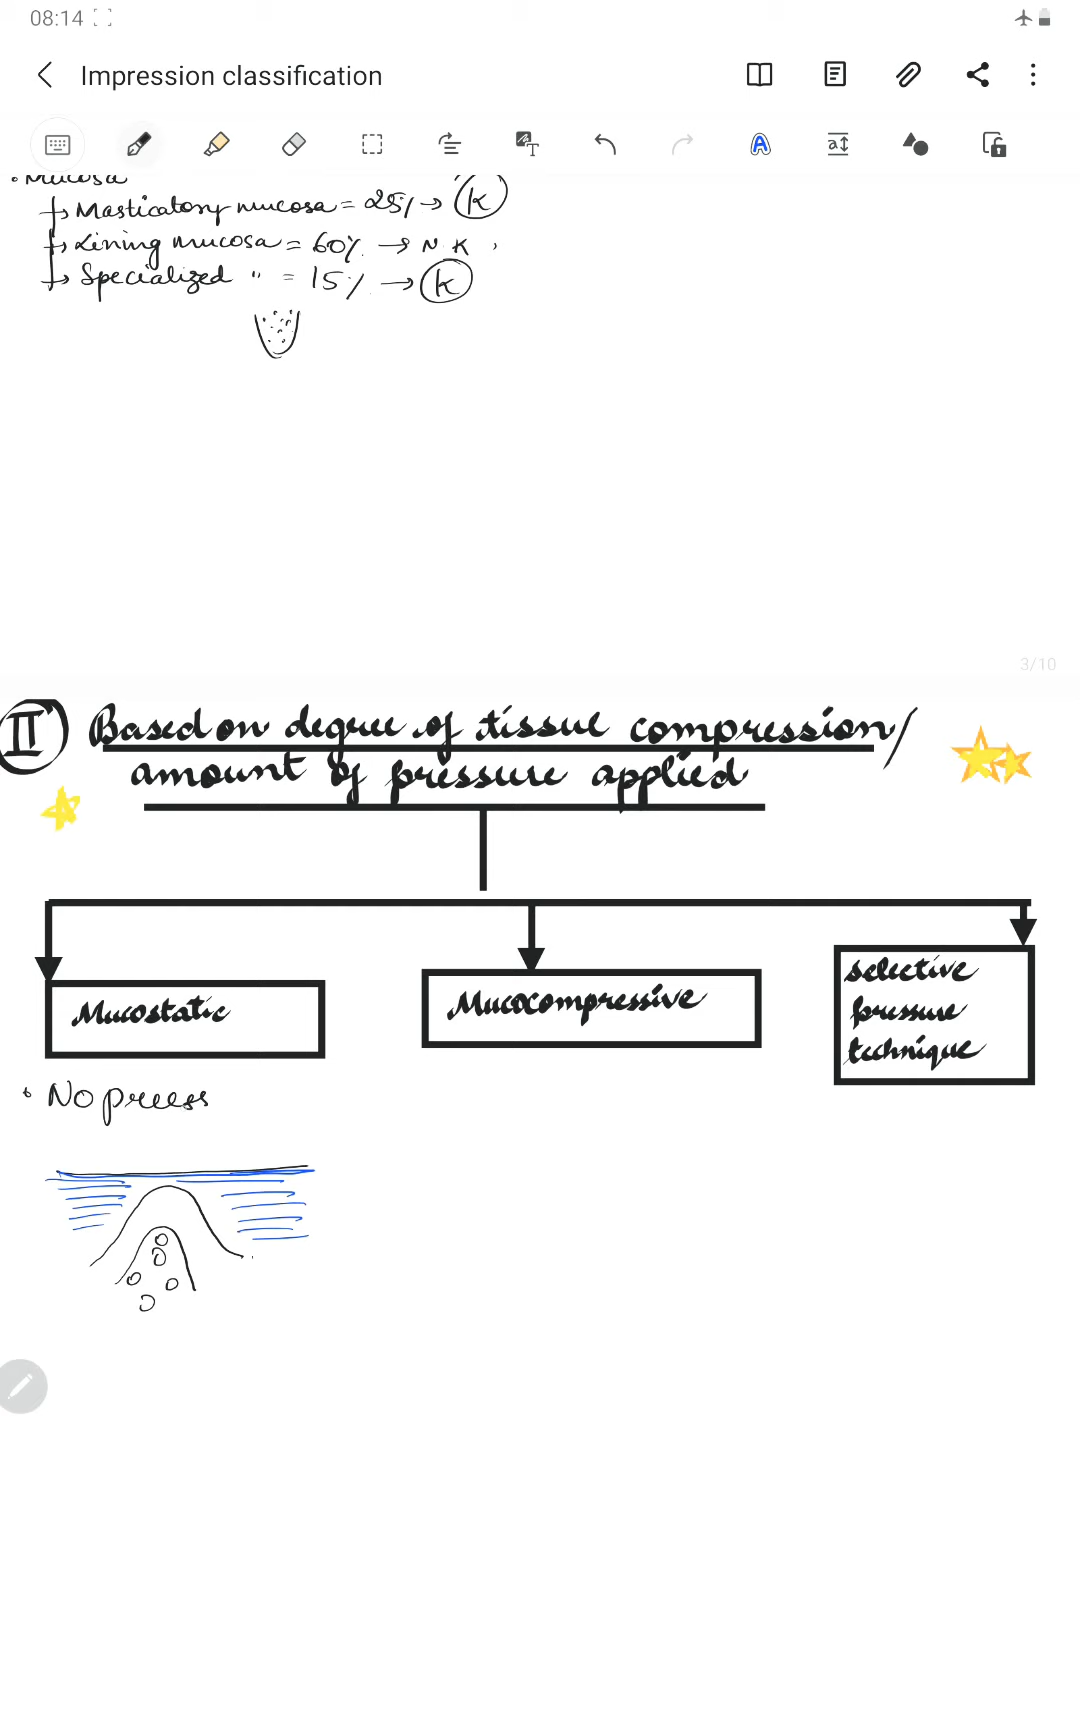 08:14
Impression classification
• Mucosa
Masticatory mucosa = 25% → K
Lining mucosa = 60% → N.K
Specialized " = 15% → K
3/10
II Based on degree of tissue compression/
amount of pressure applied
Mucostatic
Mucocompressive
selective
pressure
technique
• No